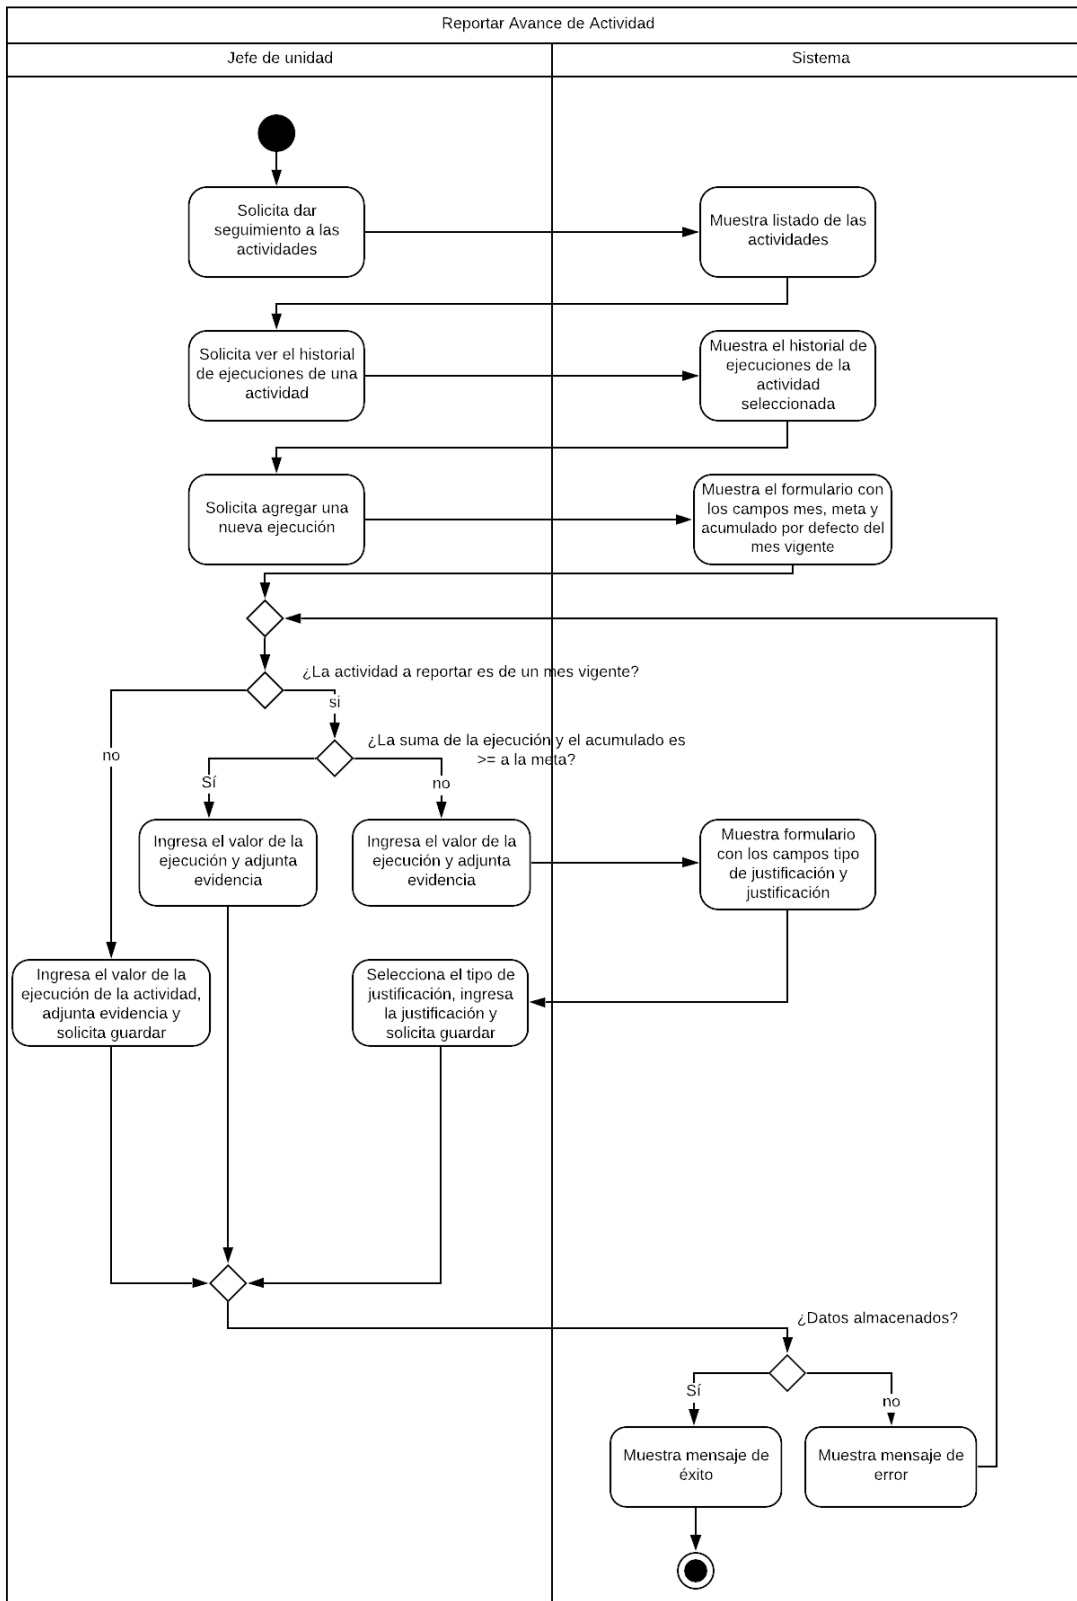 Reportar Avance de Actividad
Jefe de unidad
Sistema
Solicita dar
seguimiento a las
actividades
Muestra listado de las
actividades
Solicita ver el historial
de ejecuciones de una
actividad
Muestra el historial de
ejecuciones de la
actividad
seleccionada
Solicita agregar una
nueva ejecución
Muestra el formulario con
los campos mes, meta y
acumulado por defecto del
mes vigente
¿La actividad a reportar es de un mes vigente?
si
no
¿La suma de la ejecución y el acumulado es
>= a la meta?
Sí
no
Ingresa el valor de la
ejecución y adjunta
evidencia
Ingresa el valor de la
ejecución y adjunta
evidencia
Muestra formulario
con los campos tipo
de justificación y
justificación
Ingresa el valor de la
ejecución de la actividad,
adjunta evidencia y
solicita guardar
Selecciona el tipo de
justificación, ingresa
la justificación y
solicita guardar
¿Datos almacenados?
Sí
no
Muestra mensaje de
éxito
Muestra mensaje de
error